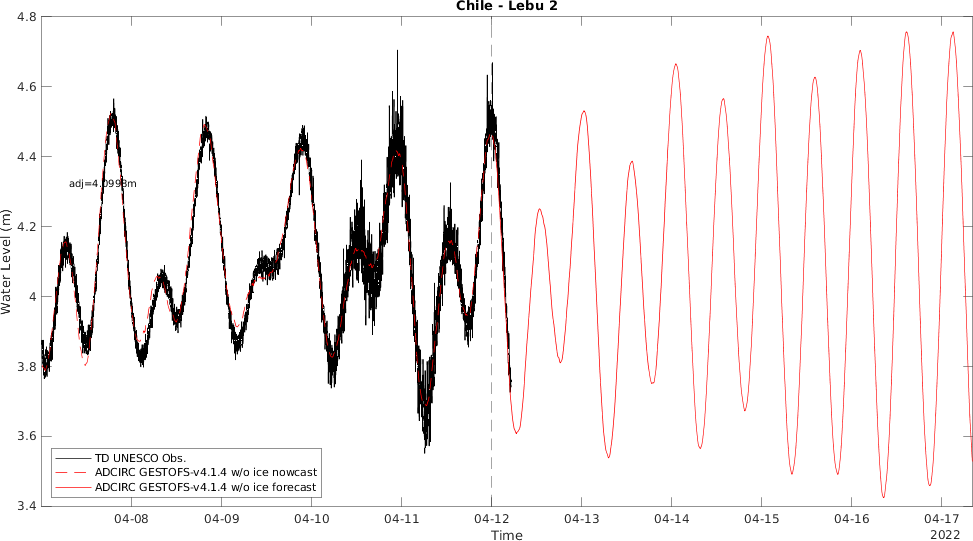 Chile - Lebu 2
4.8
4.6
4.4
4.2
4
3.8
3.6
3.4
Water Level (m)
adj=4.0998m
TD UNESCO Obs.
ADCIRC GESTOFS-v4.1.4 w/o ice nowcast
ADCIRC GESTOFS-v4.1.4 w/o ice forecast
04-08 04-09 04-10 04-11 04-12 04-13 04-14 04-15 04-16 04-17
Time
2022